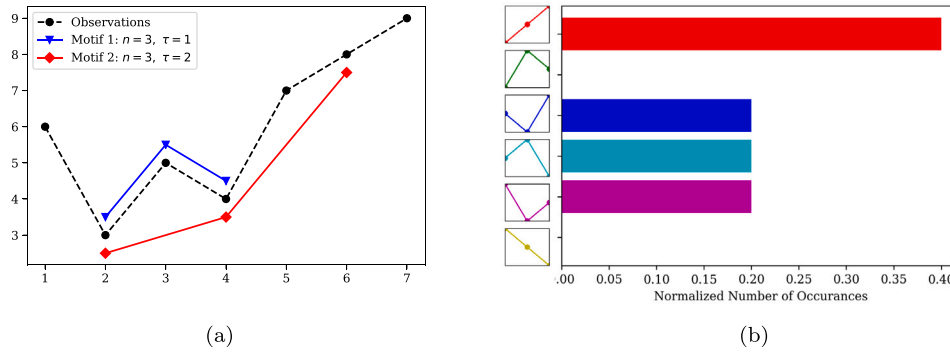 9
8
7
6
5
4
3
Observations
Motif 1: n = 3, τ = 1
Motif 2: n = 3, τ = 2
1 2 3 4 5 6 7
(a)
.00 0.05 0.10 0.15 0.20 0.25 0.30 0.35 0.40
Normalized Number of Occurances
(b)